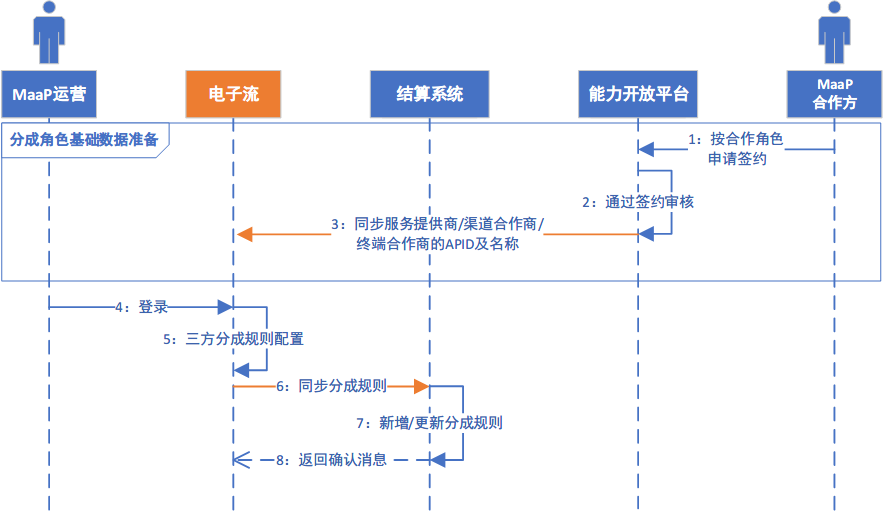 MaaP运营
电子流
结算系统
能力开放平台
MaaP
合作方
分成角色基础数据准备
1：按合作角色
申请签约
2：通过签约审核
3：同步服务提供商/渠道合作商/
终端合作商的APID及名称
4：登录
5：三方分成规则配置
6：同步分成规则
7：新增/更新分成规则
8：返回确认消息